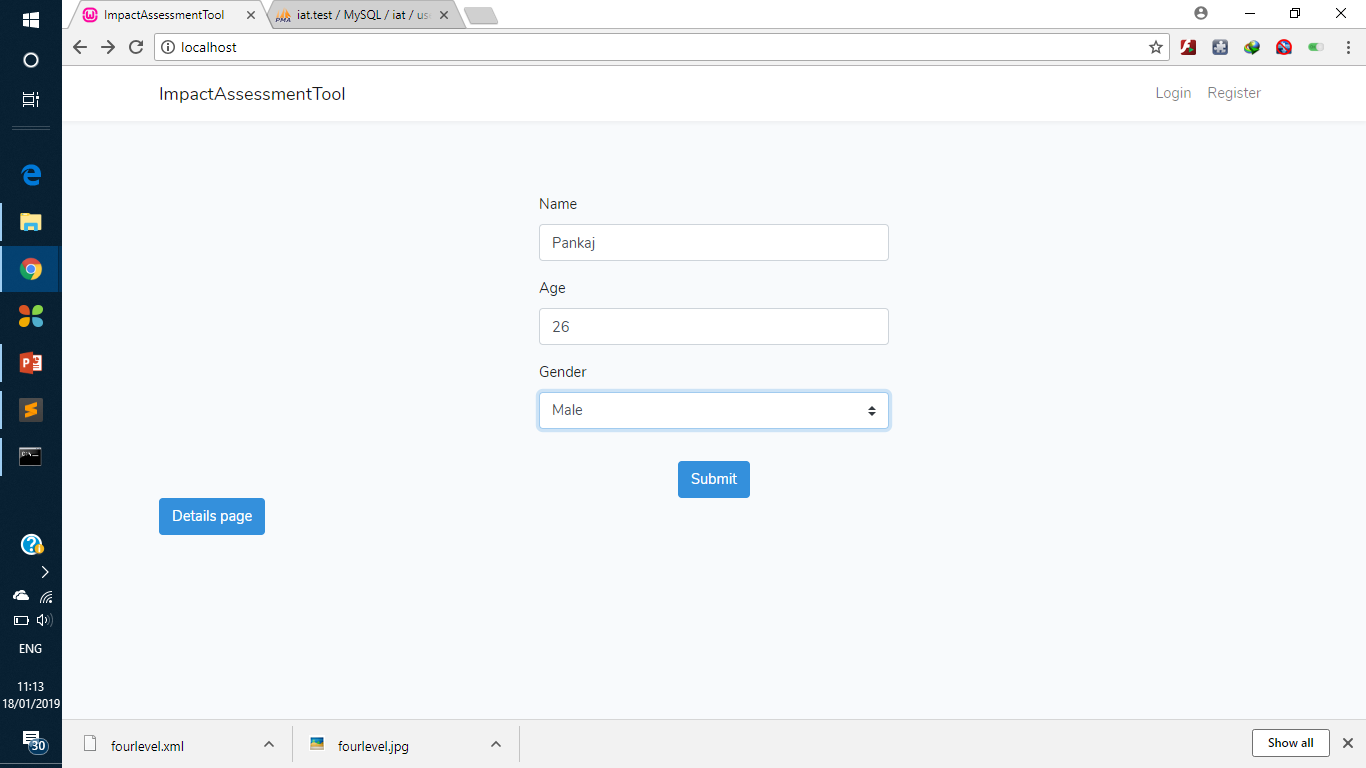 ImpactAssessmentTool
iat.test / MySQL / iat / us
localhost
ImpactAssessmentTool
Login
Register
Name
Pankaj
Age
26
Gender
Male
Submit
Details page
ENG
11:13
18/01/2019
30
fourlevel.xml
fourlevel.jpg
Show all